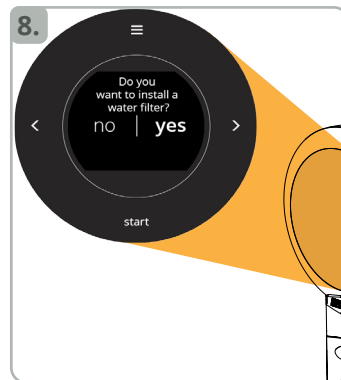 8.
Do you
want to install a
water filter?
no | yes
< >
start